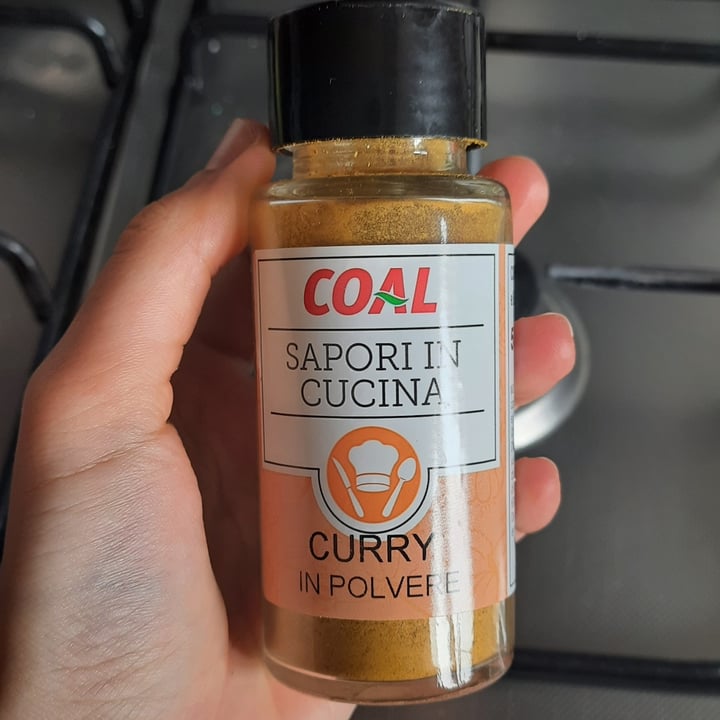 COAL
SAPORI IN
CUCINA
CURRY
IN POLVERE